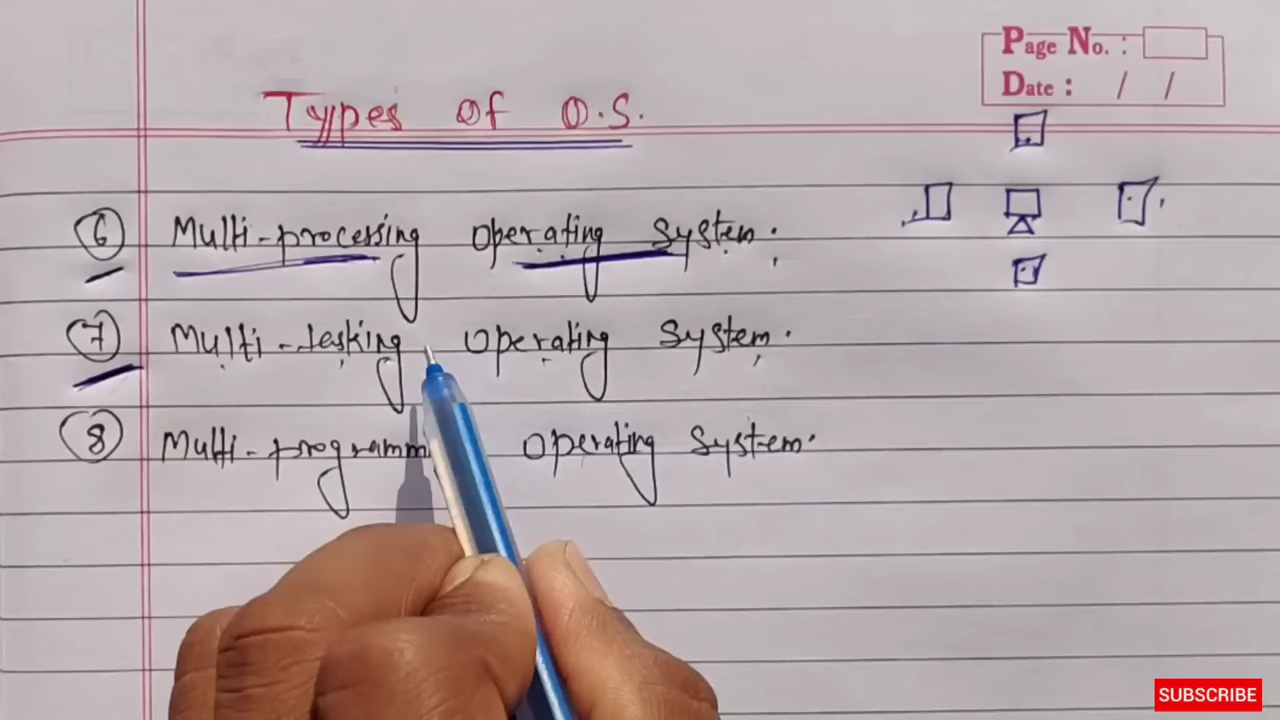 Page No. :
Date : / /
Types of O.S.
6 Multi-processing operating system.
7 Multi-tesking Operating System.
8 Multi-programm Operating System.
SUBSCRIBE